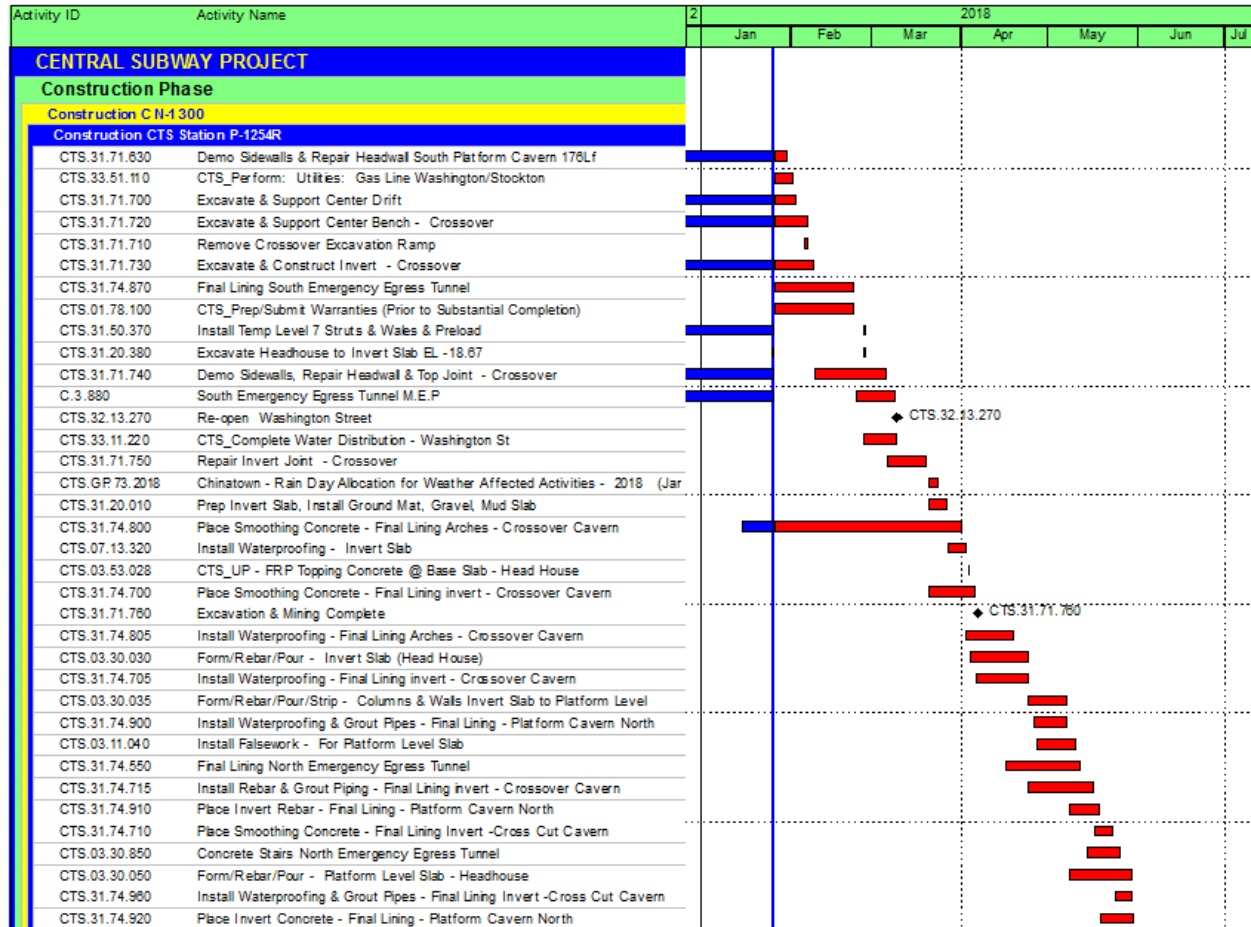 Activity ID Activity Name 2 2018
Jan Feb Mar Apr May Jun Jul
CENTRAL SUBWAY PROJECT
Construction Phase
Construction CN-1300
Construction CTS Station P-1254R
CTS.31.71.630 Demo Sidewalls & Repair Headwall South Platform Cavern 176Lf
CTS.33.51.110 CTS_Perform: Utilities: Gas Line Washington/Stockton
CTS.31.71.700 Excavate & Support Center Drift
CTS.31.71.720 Excavate & Support Center Bench - Crossover
CTS.31.71.710 Remove Crossover Excavation Ramp
CTS.31.71.730 Excavate & Construct Invert - Crossover
CTS.31.74.870 Final Lining South Emergency Egress Tunnel
CTS.01.78.100 CTS_Prep/Submit Warranties (Prior to Substantial Completion)
CTS.31.50.370 Install Temp Level 7 Struts & Wales & Preload
CTS.31.20.380 Excavate Headhouse to Invert Slab EL -18.67
CTS.31.71.740 Demo Sidewalls, Repair Headwall & Top Joint - Crossover
C.3.880 South Emergency Egress Tunnel M.E.P
CTS.32.13.270 Re-open Washington Street CTS.32.13.270
CTS.33.11.220 CTS_Complete Water Distribution - Washington St
CTS.31.71.750 Repair Invert Joint - Crossover
CTS.GP.73.2018 Chinatown - Rain Day Allocation for Weather Affected Activities - 2018 (Jar
CTS.31.20.010 Prep Invert Slab, Install Ground Mat, Gravel, Mud Slab
CTS.31.74.800 Place Smoothing Concrete - Final Lining Arches - Crossover Cavern
CTS.07.13.320 Install Waterproofing - Invert Slab
CTS.03.53.028 CTS_UP - FRP Topping Concrete @ Base Slab - Head House
CTS.31.74.700 Place Smoothing Concrete - Final Lining invert - Crossover Cavern
CTS.31.71.760 Excavation & Mining Complete CTS.31.71.760
CTS.31.74.805 Install Waterproofing - Final Lining Arches - Crossover Cavern
CTS.03.30.030 Form/Rebar/Pour - Invert Slab (Head House)
CTS.31.74.705 Install Waterproofing - Final Lining invert - Crossover Cavern
CTS.03.30.035 Form/Rebar/Pour/Strip - Columns & Walls Invert Slab to Platform Level
CTS.31.74.900 Install Waterproofing & Grout Pipes - Final Lining - Platform Cavern North
CTS.03.11.040 Install Falsework - For Platform Level Slab
CTS.31.74.550 Final Lining North Emergency Egress Tunnel
CTS.31.74.715 Install Rebar & Grout Piping - Final Lining invert - Crossover Cavern
CTS.31.74.910 Place Invert Rebar - Final Lining - Platform Cavern North
CTS.31.74.710 Place Smoothing Concrete - Final Lining Invert -Cross Cut Cavern
CTS.03.30.850 Concrete Stairs North Emergency Egress Tunnel
CTS.03.30.050 Form/Rebar/Pour - Platform Level Slab - Headhouse
CTS.31.74.960 Install Waterproofing & Grout Pipes - Final Lining Invert -Cross Cut Cavern
CTS.31.74.920 Place Invert Concrete - Final Lining - Platform Cavern North